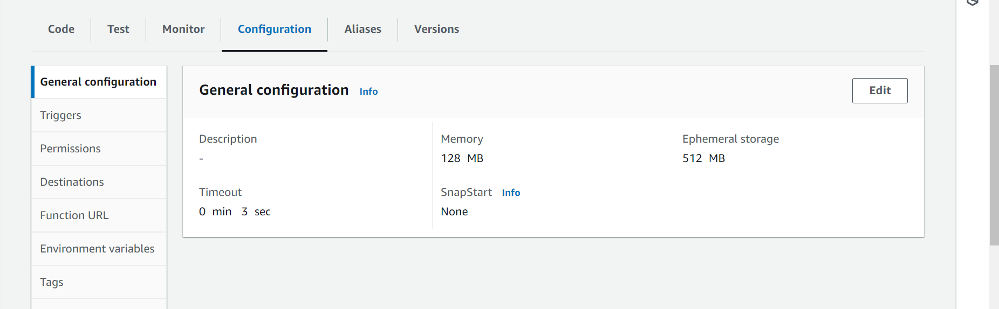 Code Test Monitor Configuration Aliases Versions
General configuration
Triggers
Permissions
Destinations
Function URL
Environment variables
Tags
General configuration Info
Edit
Description
-
Memory
128 MB
Ephemeral storage
512 MB
Timeout
0 min 3 sec
SnapStart Info
None